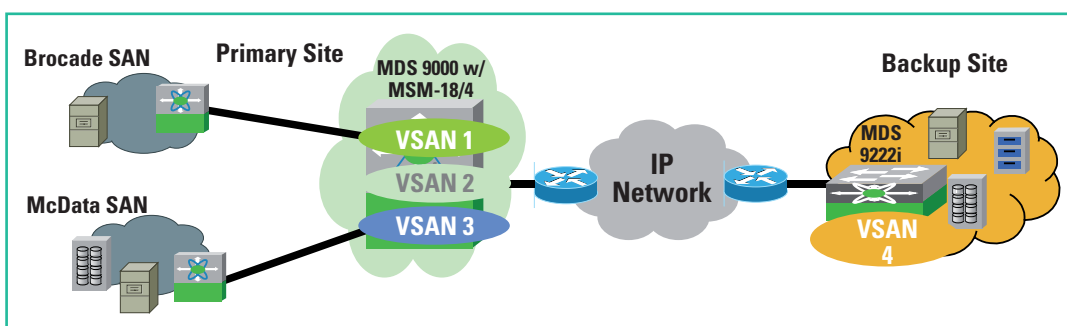 Brocade SAN
Primary Site
MDS 9000 w/
MSM-18/4
VSAN 1
VSAN 2
VSAN 3
McData SAN
IP
Network
Backup Site
MDS
9222i
VSAN
4